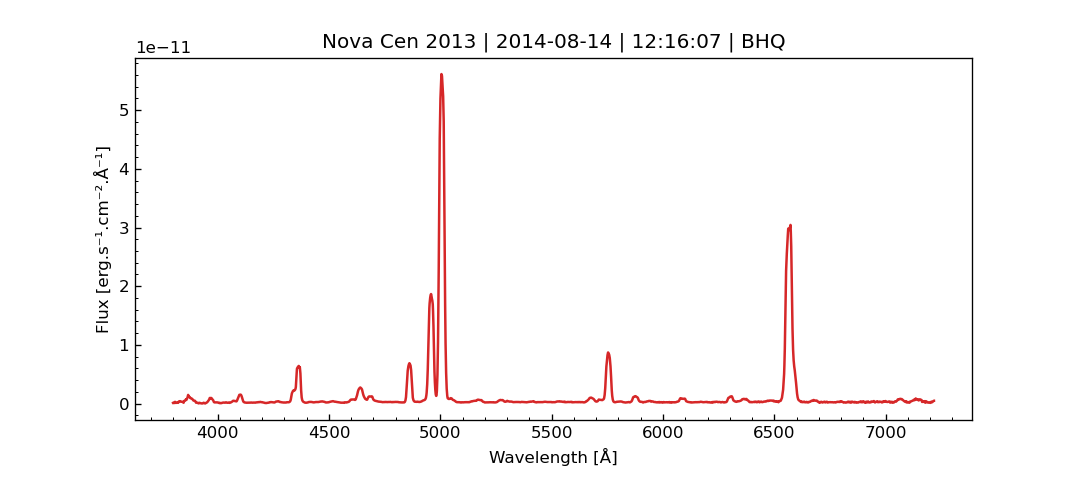 Nova Cen 2013 | 2014-08-14 | 12:16:07 | BHQ
1e−11
5
4
3
2
1
0
Flux [erg.s⁻¹.cm⁻².Å⁻¹]
4000 4500 5000 5500 6000 6500 7000
Wavelength [Å]